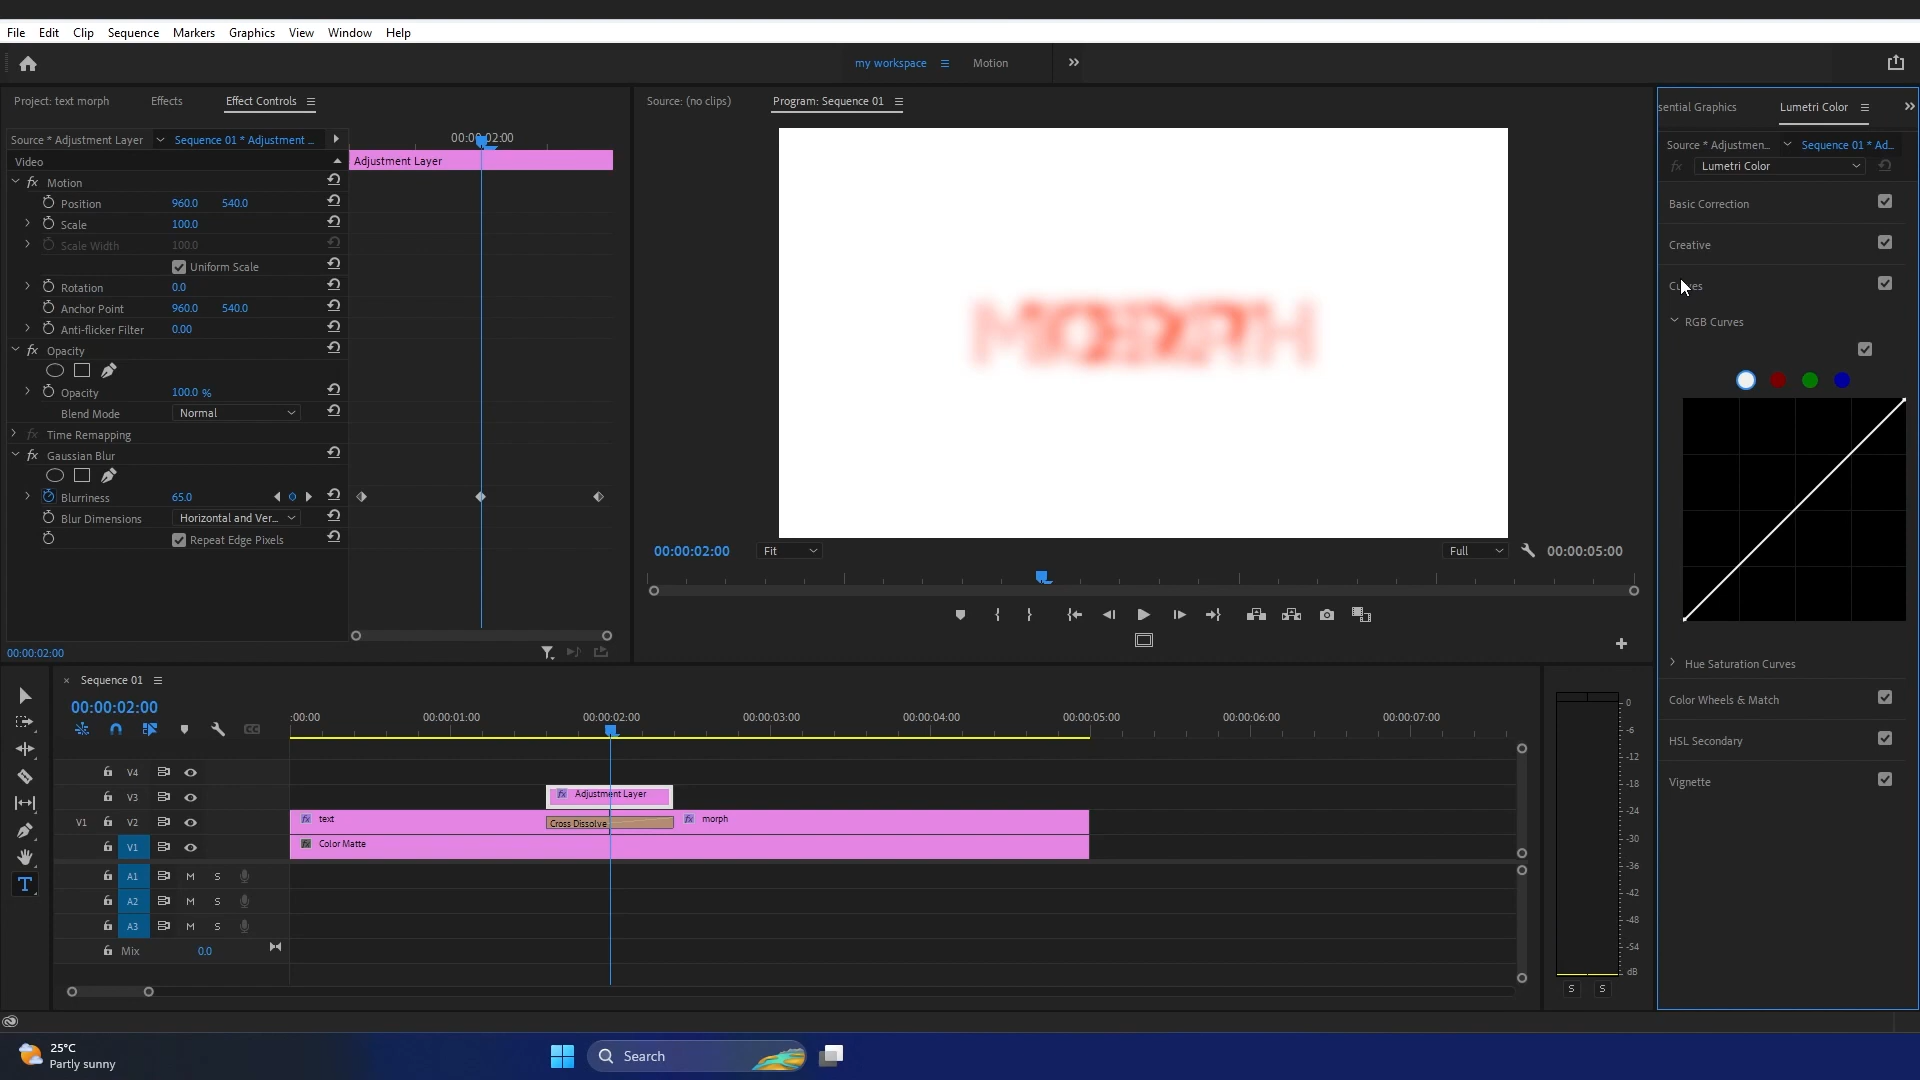 File Edit Clip Sequence Markers Graphics View Window Help
my workspace Motion
Project: text morph Effects Effect Controls
Source * Adjustment Layer Sequence 01 * Adjustment ...
00:00:02:00
Video
Adjustment Layer
fx Motion
Position 960.0 540.0
Scale 100.0
Scale Width 100.0
Uniform Scale
Rotation 0.0
Anchor Point 960.0 540.0
Anti-flicker Filter 0.00
fx Opacity
Opacity 100.0 %
Blend Mode Normal
fx Time Remapping
fx Gaussian Blur
Blurriness 65.0
Blur Dimensions Horizontal and Ver...
Repeat Edge Pixels
00:00:02:00
Source: (no clips) Program: Sequence 01
00:00:02:00 Fit Full 00:00:05:00
sential Graphics Lumetri Color
Source * Adjustmen... Sequence 01 * Ad...
fx Lumetri Color
Basic Correction
Creative
Curves
RGB Curves
Hue Saturation Curves
Color Wheels & Match
HSL Secondary
Vignette
× Sequence 01
00:00:02:00
:00:00 00:00:01:00 00:00:02:00 00:00:03:00 00:00:04:00 00:00:05:00 00:00:06:00 00:00:07:00
V4
V3 fx Adjustment Layer
V1 V2 fx text Cross Dissolve fx morph
V1 fx Color Matte
A1 M S
A2 M S
A3 M S
Mix 0.0
0
-6
-12
-18
-24
-30
-36
-42
-48
-54
dB
S S
25°C
Partly sunny
Search